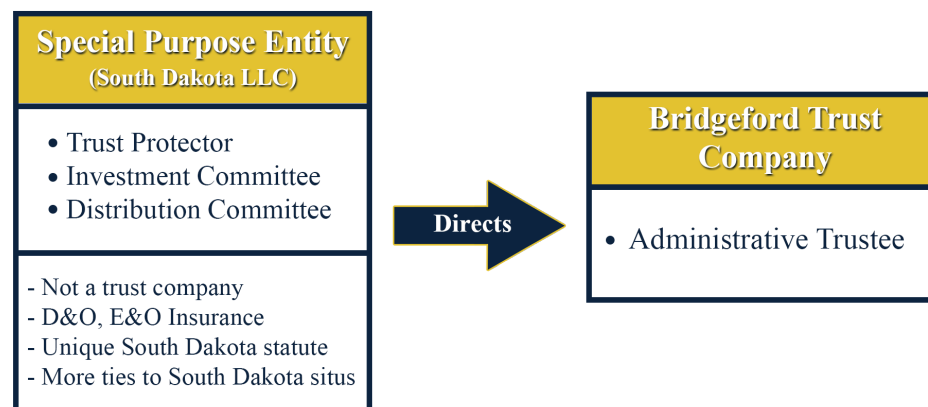 Special Purpose Entity
(South Dakota LLC)
• Trust Protector
• Investment Committee
• Distribution Committee
- Not a trust company
- D&O, E&O Insurance
- Unique South Dakota statute
- More ties to South Dakota situs
Directs
Bridgeford Trust
Company
• Administrative Trustee